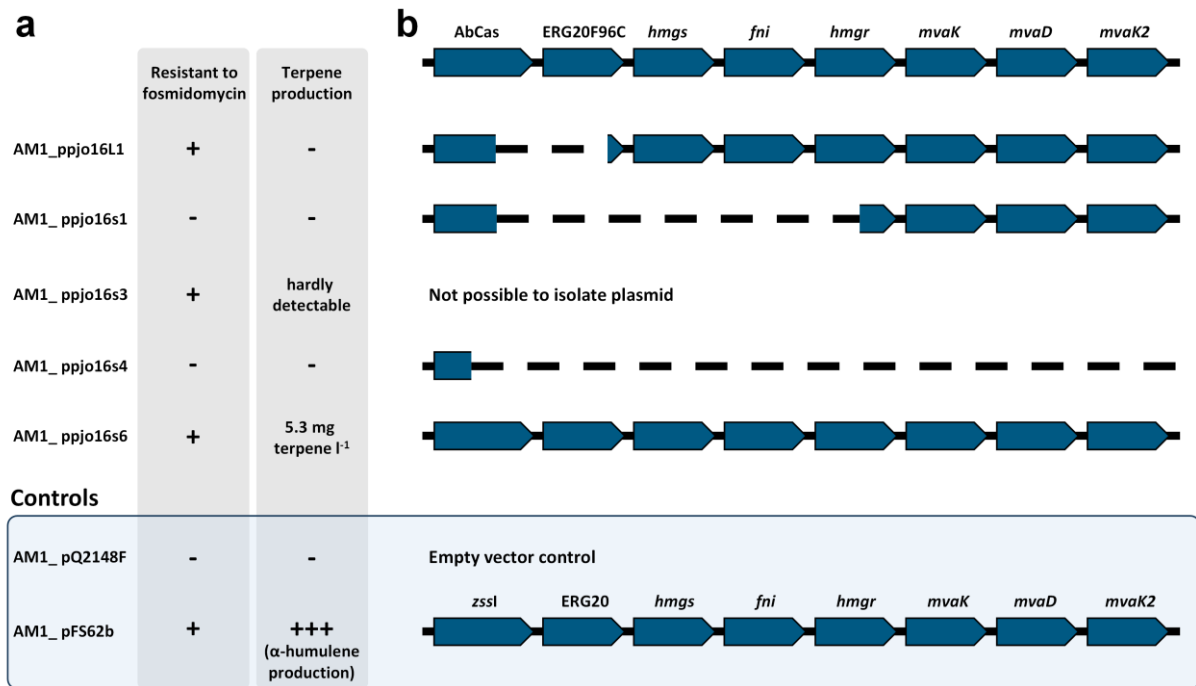 a
b
Resistant to
fosmidomycin
Terpene
production
AbCas ERG20F96C hmgs fni hmgr mvaK mvaD mvaK2
AM1_ppjo16L1 + -
AM1_ ppjo16s1 - -
AM1_ ppjo16s3 + hardly
detectable
Not possible to isolate plasmid
AM1_ ppjo16s4 - -
AM1_ ppjo16s6 + 5.3 mg
terpene l⁻¹
Controls
AM1_ pQ2148F - - Empty vector control
zssI ERG20 hmgs fni hmgr mvaK mvaD mvaK2
AM1_ pFS62b + +++
(α-humulene
production)